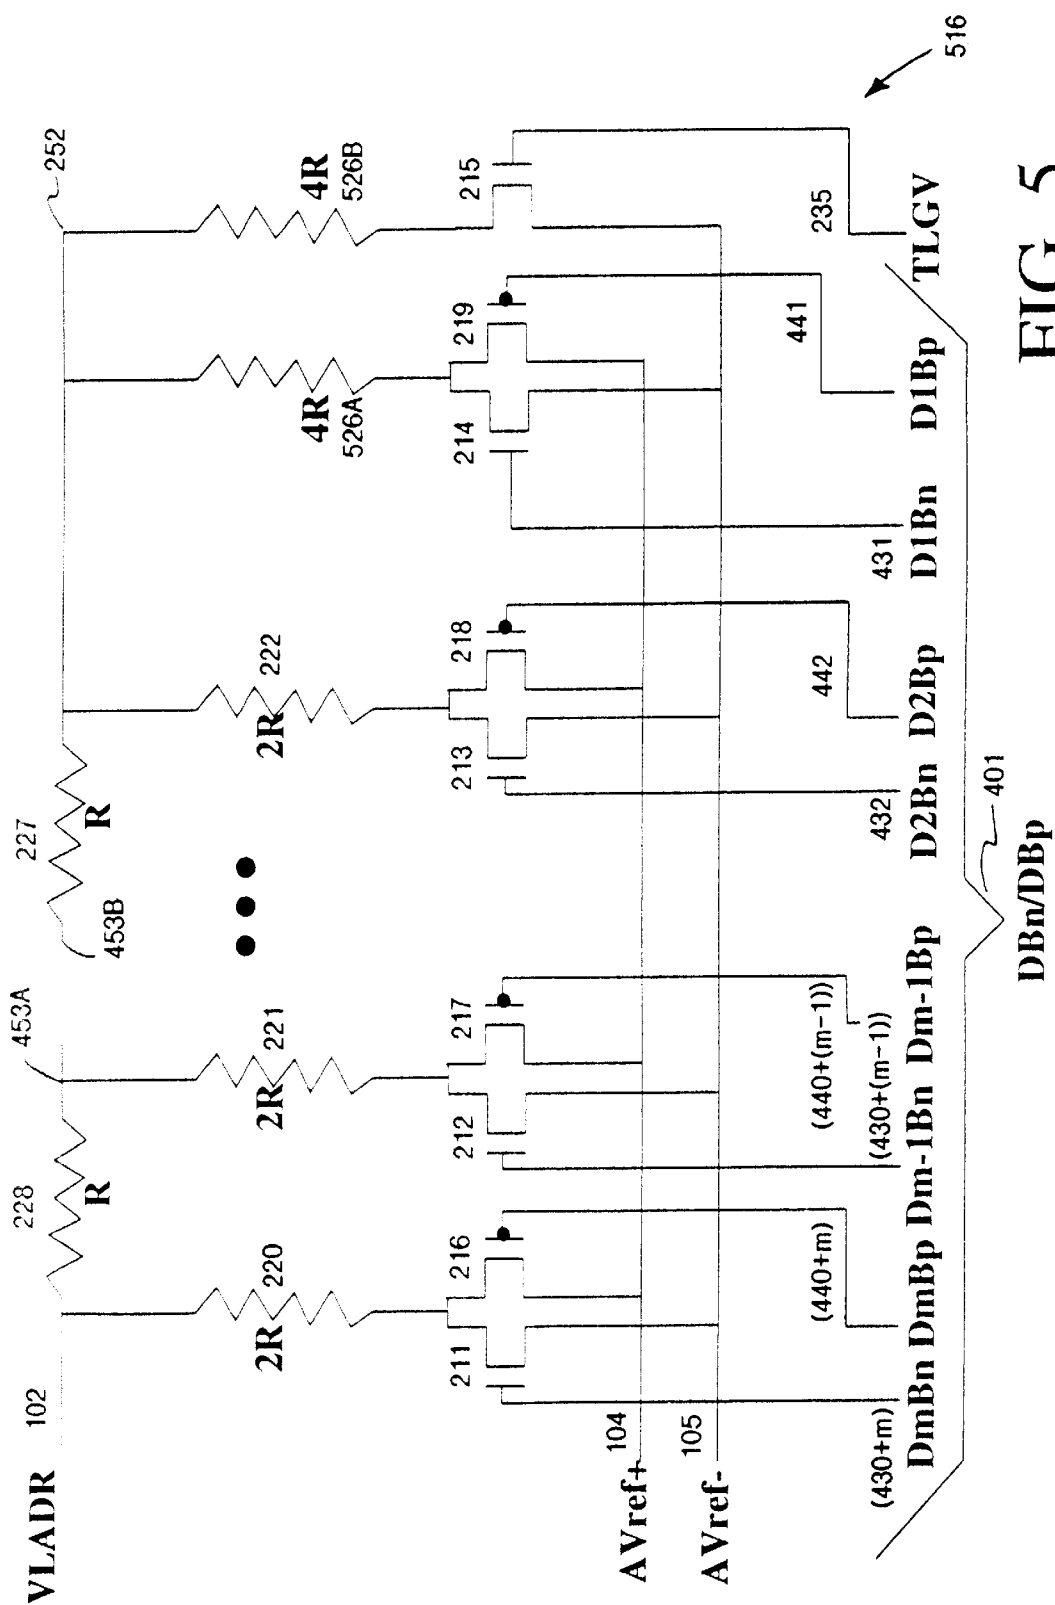 VLADR
102
228
R
453A
453B
227
R
252
2R
220
2R
221
2R
222
4R
526A
4R
526B
211
216
212
217
213
218
214
219
215
516
AVref+
104
AVref-
105
(430+m)
(440+m)
(440+(m-1))
(430+(m-1))
432
442
431
441
235
DmBn DmBp Dm-1Bn Dm-1Bp D2Bn D2Bp D1Bn D1Bp TLGV
401
DBn/DBp
FIG 5